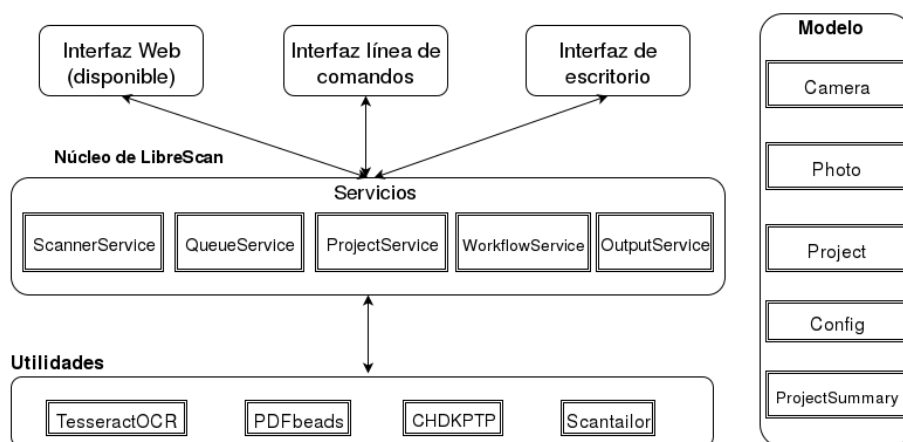 Interfaz Web
(disponible)
Interfaz línea de
comandos
Interfaz de
escritorio
Núcleo de LibreScan
Servicios
ScannerService
QueueService
ProjectService
WorkflowService
OutputService
Utilidades
TesseractOCR
PDFbeads
CHDKPTP
Scantailor
Modelo
Camera
Photo
Project
Config
ProjectSummary